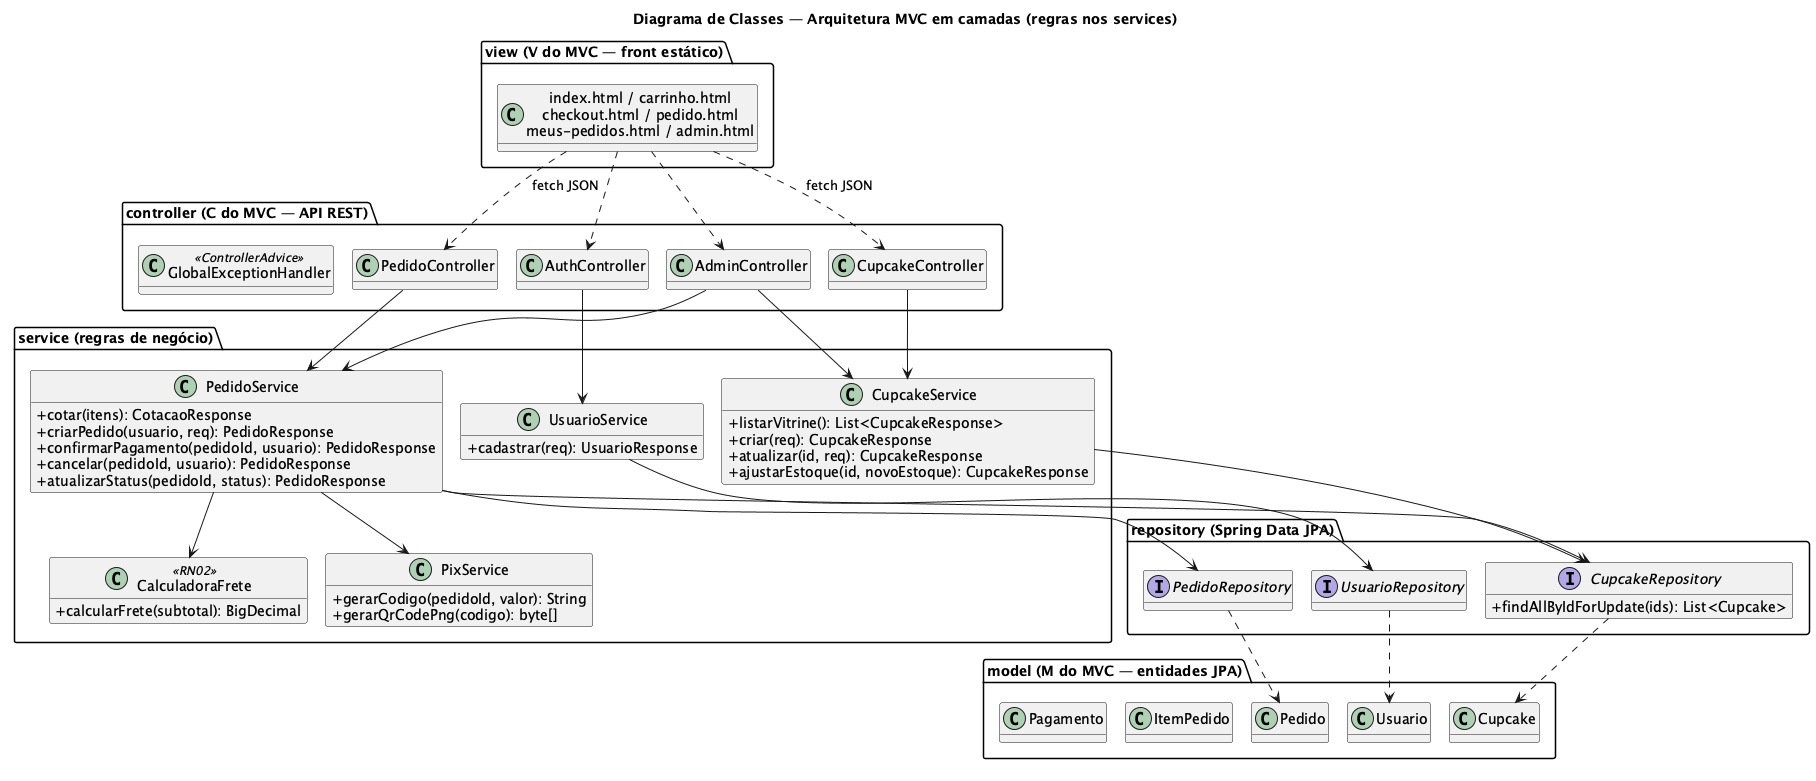 Diagrama de Classes — Arquitetura MVC em camadas (regras nos services)
view (V do MVC — front estático)
C
index.html / carrinho.html
checkout.html / pedido.html
meus-pedidos.html / admin.html
fetch JSON
fetch JSON
controller (C do MVC — API REST)
C
«ControllerAdvice»
GlobalExceptionHandler
C PedidoController
C AuthController
C AdminController
C CupcakeController
service (regras de negócio)
C PedidoService
+cotar(itens): CotacaoResponse
+criarPedido(usuario, req): PedidoResponse
+confirmarPagamento(pedidoId, usuario): PedidoResponse
+cancelar(pedidoId, usuario): PedidoResponse
+atualizarStatus(pedidoId, status): PedidoResponse
C UsuarioService
+cadastrar(req): UsuarioResponse
C CupcakeService
+listarVitrine(): List<CupcakeResponse>
+criar(req): CupcakeResponse
+atualizar(id, req): CupcakeResponse
+ajustarEstoque(id, novoEstoque): CupcakeResponse
C
«RN02»
CalculadoraFrete
+calcularFrete(subtotal): BigDecimal
C PixService
+gerarCodigo(pedidoId, valor): String
+gerarQrCodePng(codigo): byte[]
repository (Spring Data JPA)
I PedidoRepository
I UsuarioRepository
I CupcakeRepository
+findAllByIdForUpdate(ids): List<Cupcake>
model (M do MVC — entidades JPA)
C Pagamento
C ItemPedido
C Pedido
C Usuario
C Cupcake